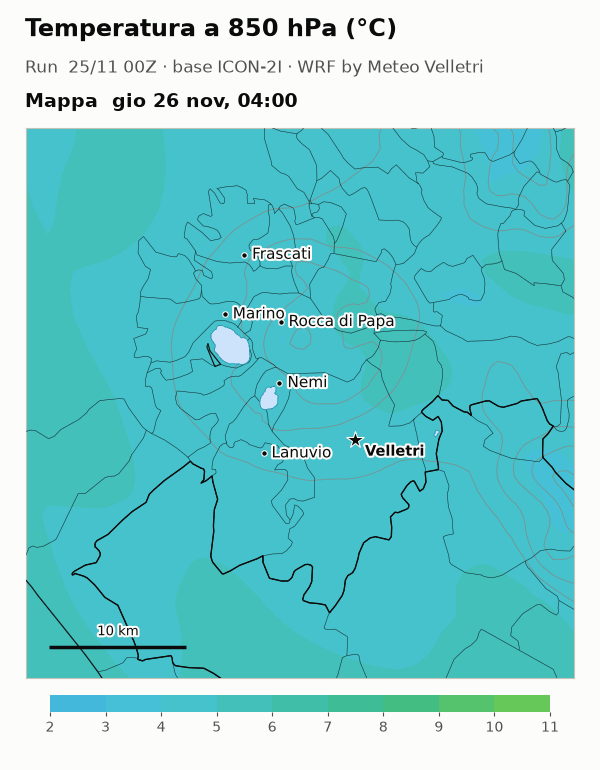 Temperatura a 850 hPa (°C)
Run  25/11 00Z · base ICON-2I · WRF by Meteo Velletri
Mappa  gio 26 nov, 04:00
Frascati
Marino
Rocca di Papa
Nemi
Velletri
Lanuvio
10 km
2 3 4 5 6 7 8 9 10 11